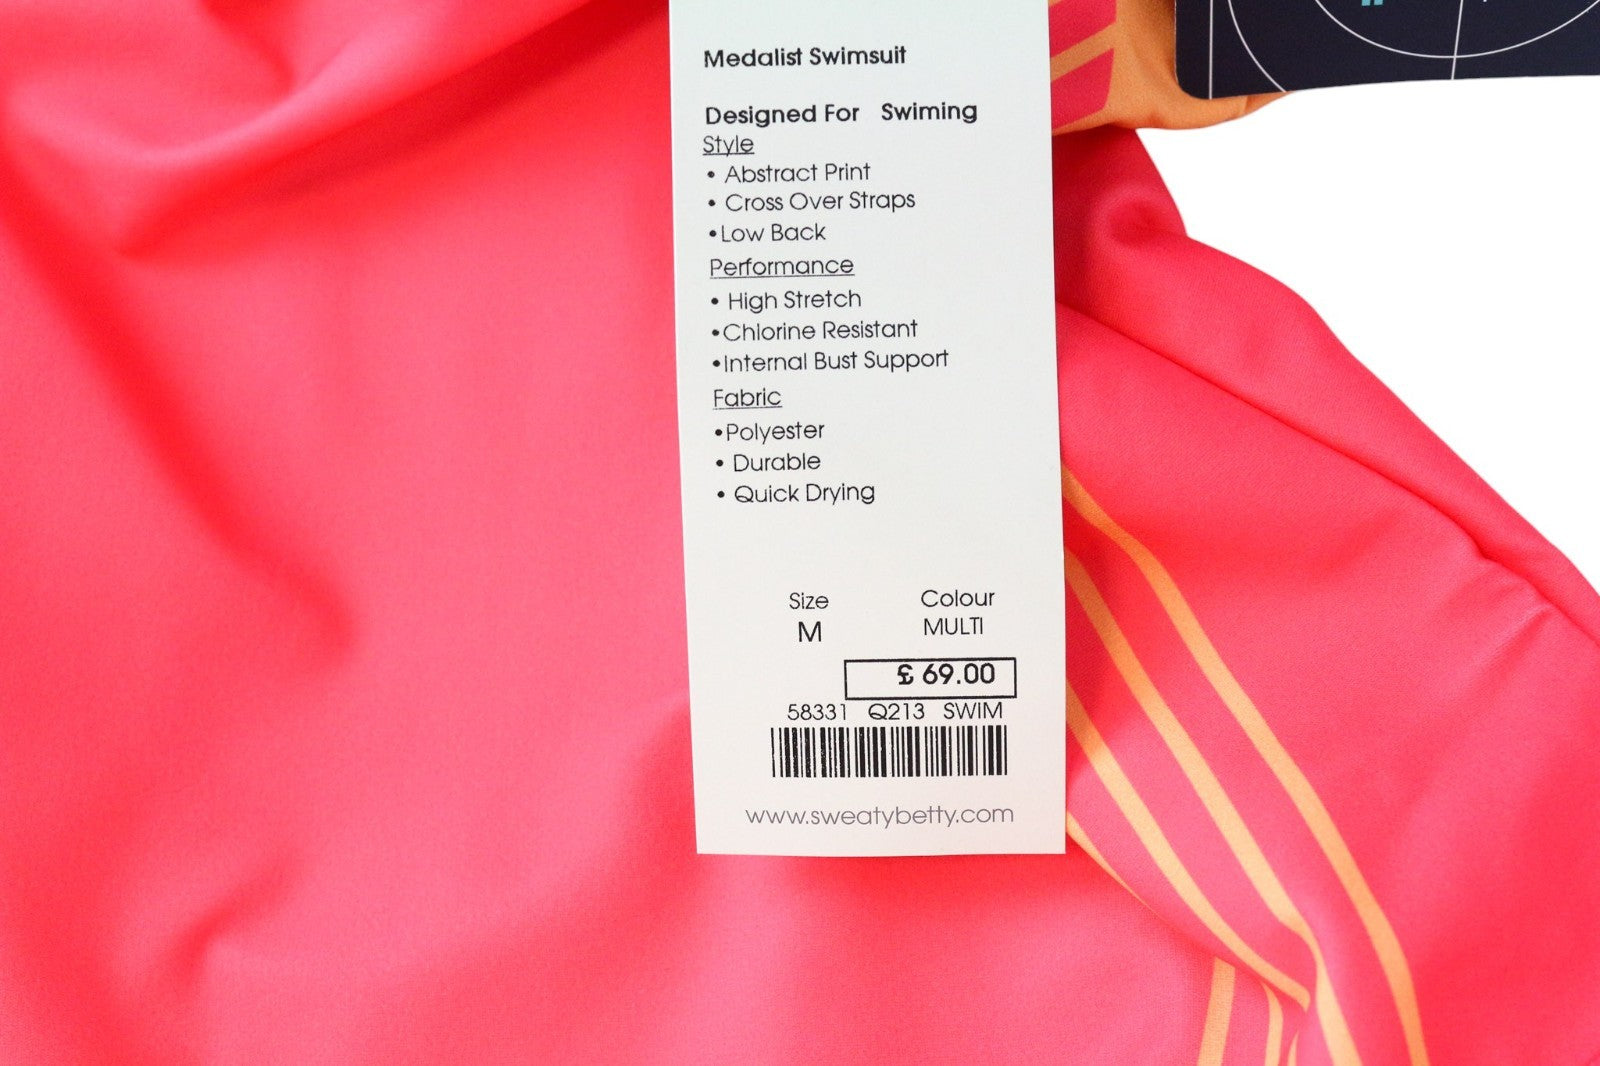 Medalist Swimsuit
Designed For Swiming
Style
• Abstract Print
• Cross Over Straps
•Low Back
Performance
• High Stretch
•Chlorine Resistant
•Internal Bust Support
Fabric
•Polyester
• Durable
• Quick Drying
Size Colour
M MULTI
£ 69.00
58331 Q213 SWIM
www.sweatybetty.com